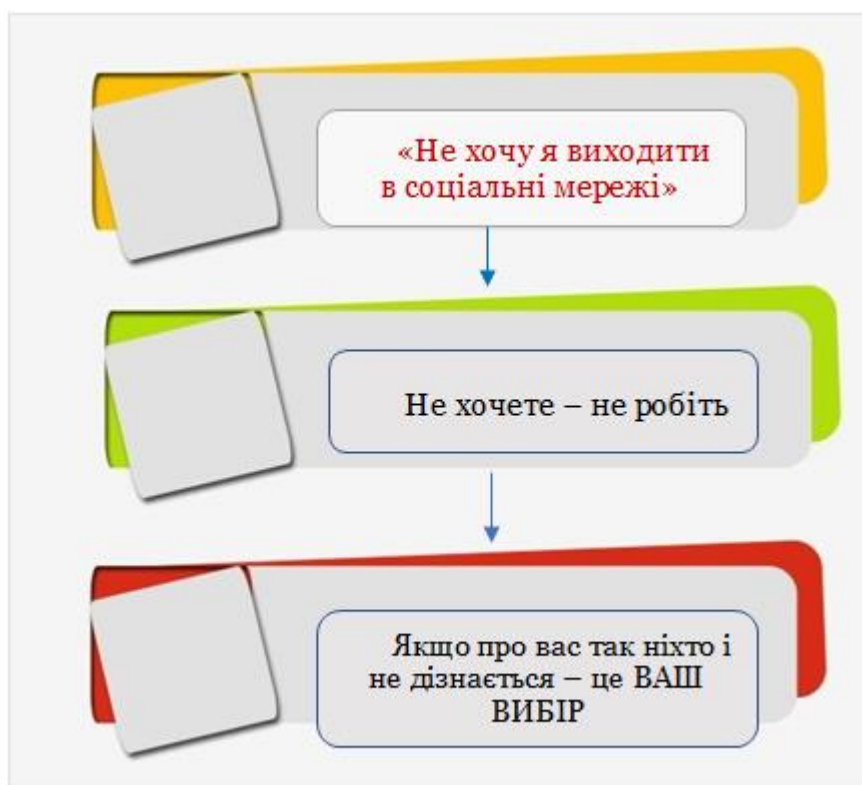 «Не хочу я виходити
в соціальні мережі»
Не хочете – не робіть
Якщо про вас так ніхто і
не дізнається – це ВАШ
ВИБІР